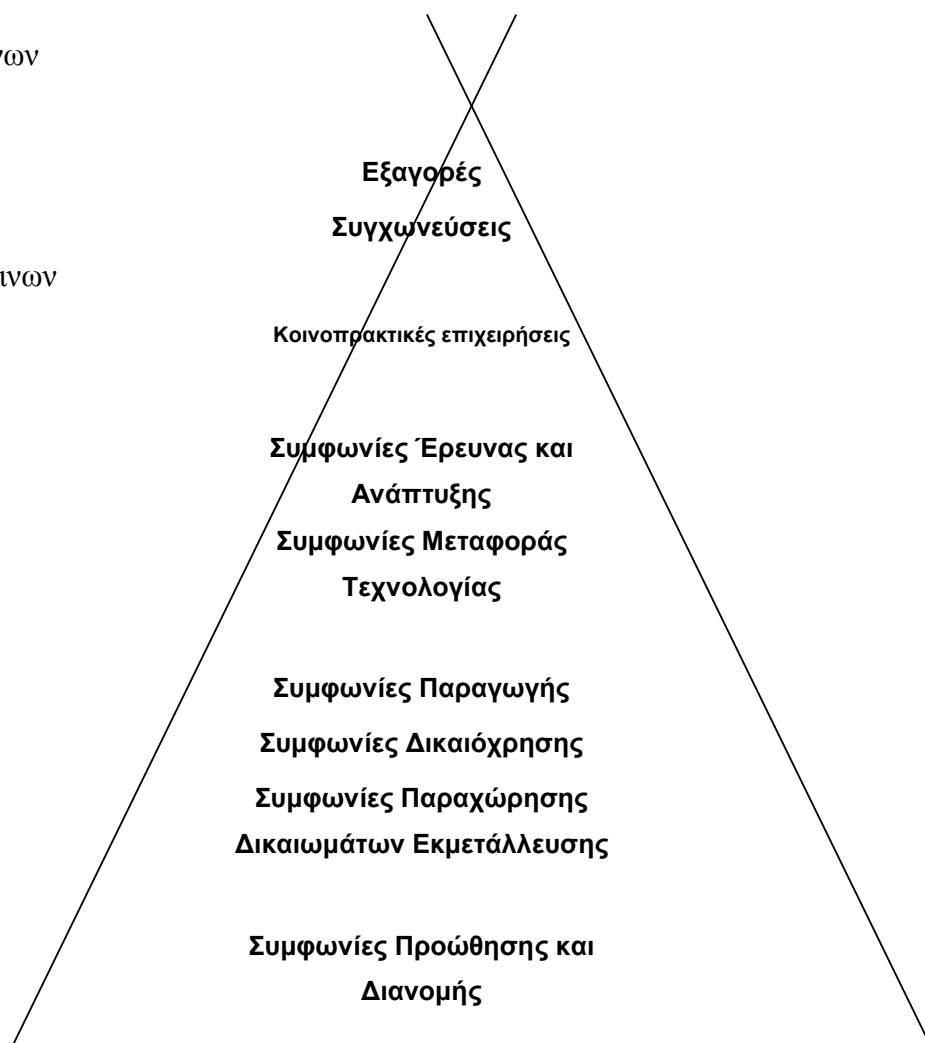 Εξαγορές
Συγχωνεύσεις
Κοινοπρακτικές επιχειρήσεις
Συμφωνίες Έρευνας και
Ανάπτυξης
Συμφωνίες Μεταφοράς
Τεχνολογίας
Συμφωνίες Παραγωγής
Συμφωνίες Δικαιόχρησης
Συμφωνίες Παραχώρησης
Δικαιωμάτων Εκμετάλλευσης
Συμφωνίες Προώθησης και
Διανομής